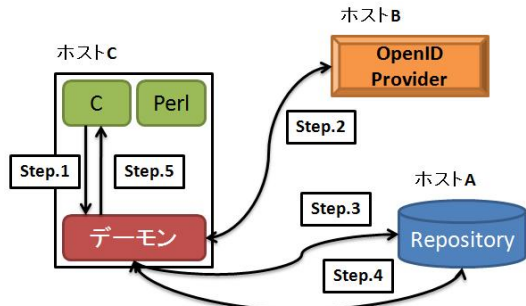 ホストB
ホストC
OpenID
Provider
C
Perl
Step.2
Step.1
Step.5
ホストA
Step.3
デーモン
Repository
Step.4